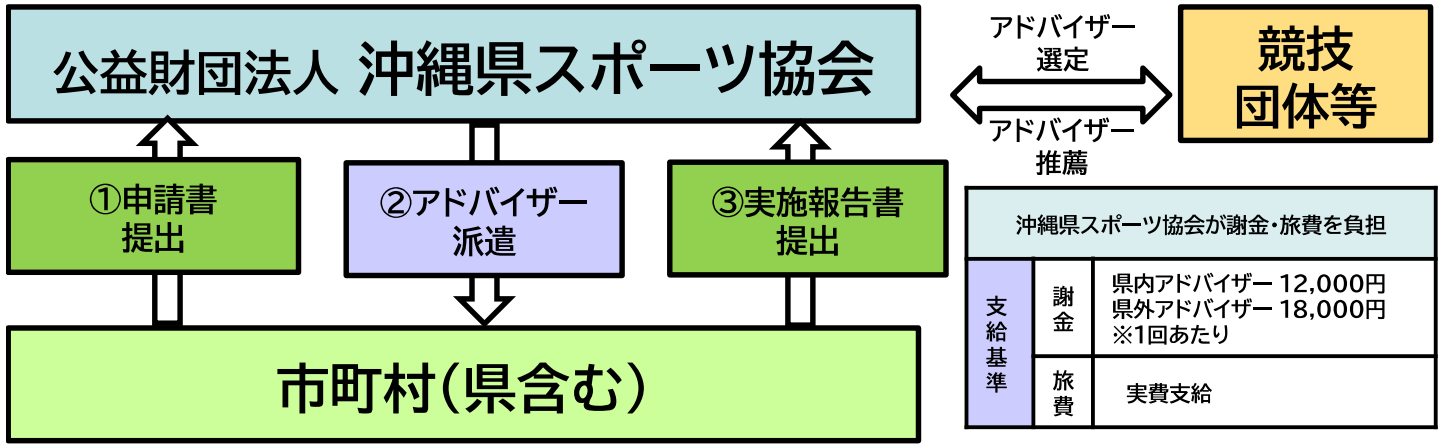 公益財団法人 沖縄県スポーツ協会
アドバイザー
選定
アドバイザー
推薦
競技
団体等
①申請書
提出
②アドバイザー
派遣
③実施報告書
提出
市町村(県含む)
沖縄県スポーツ協会が謝金・旅費を負担
支給基準
謝金
県内アドバイザー 12,000円
県外アドバイザー 18,000円
※1回あたり
旅費
実費支給